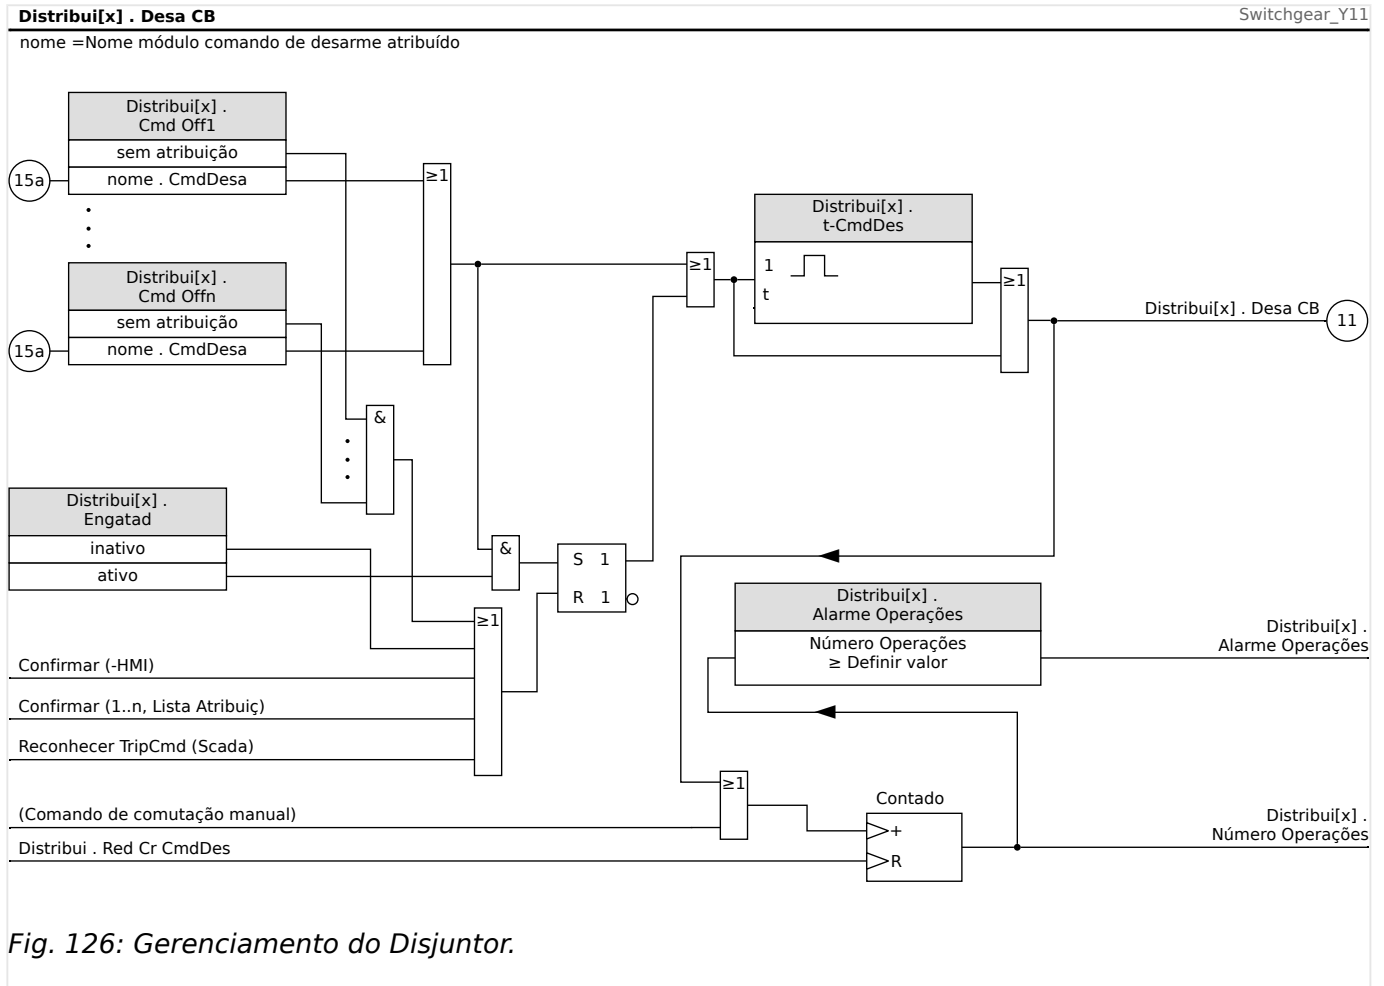 Distribui[x] . Desa CB
Switchgear_Y11
nome =Nome módulo comando de desarme atribuído
Distribui[x] .
Cmd Off1
sem atribuição
15a
nome . CmdDesa
≥1
Distribui[x] .
t-CmdDes
1
t
≥1
≥1
Distribui[x] .
Cmd Offn
sem atribuição
15a
nome . CmdDesa
Distribui[x] . Desa CB
11
&
Distribui[x] .
Engatad
inativo
ativo
&
S 1
R 1
≥1
Distribui[x] .
Alarme Operações
Número Operações
≥ Definir valor
Distribui[x] .
Alarme Operações
Confirmar (-HMI)
Confirmar (1..n, Lista Atribuiç)
Reconhecer TripCmd (Scada)
≥1
(Comando de comutação manual)
Distribui . Red Cr CmdDes
Contado
+
R
Distribui[x] .
Número Operações
Fig. 126: Gerenciamento do Disjuntor.